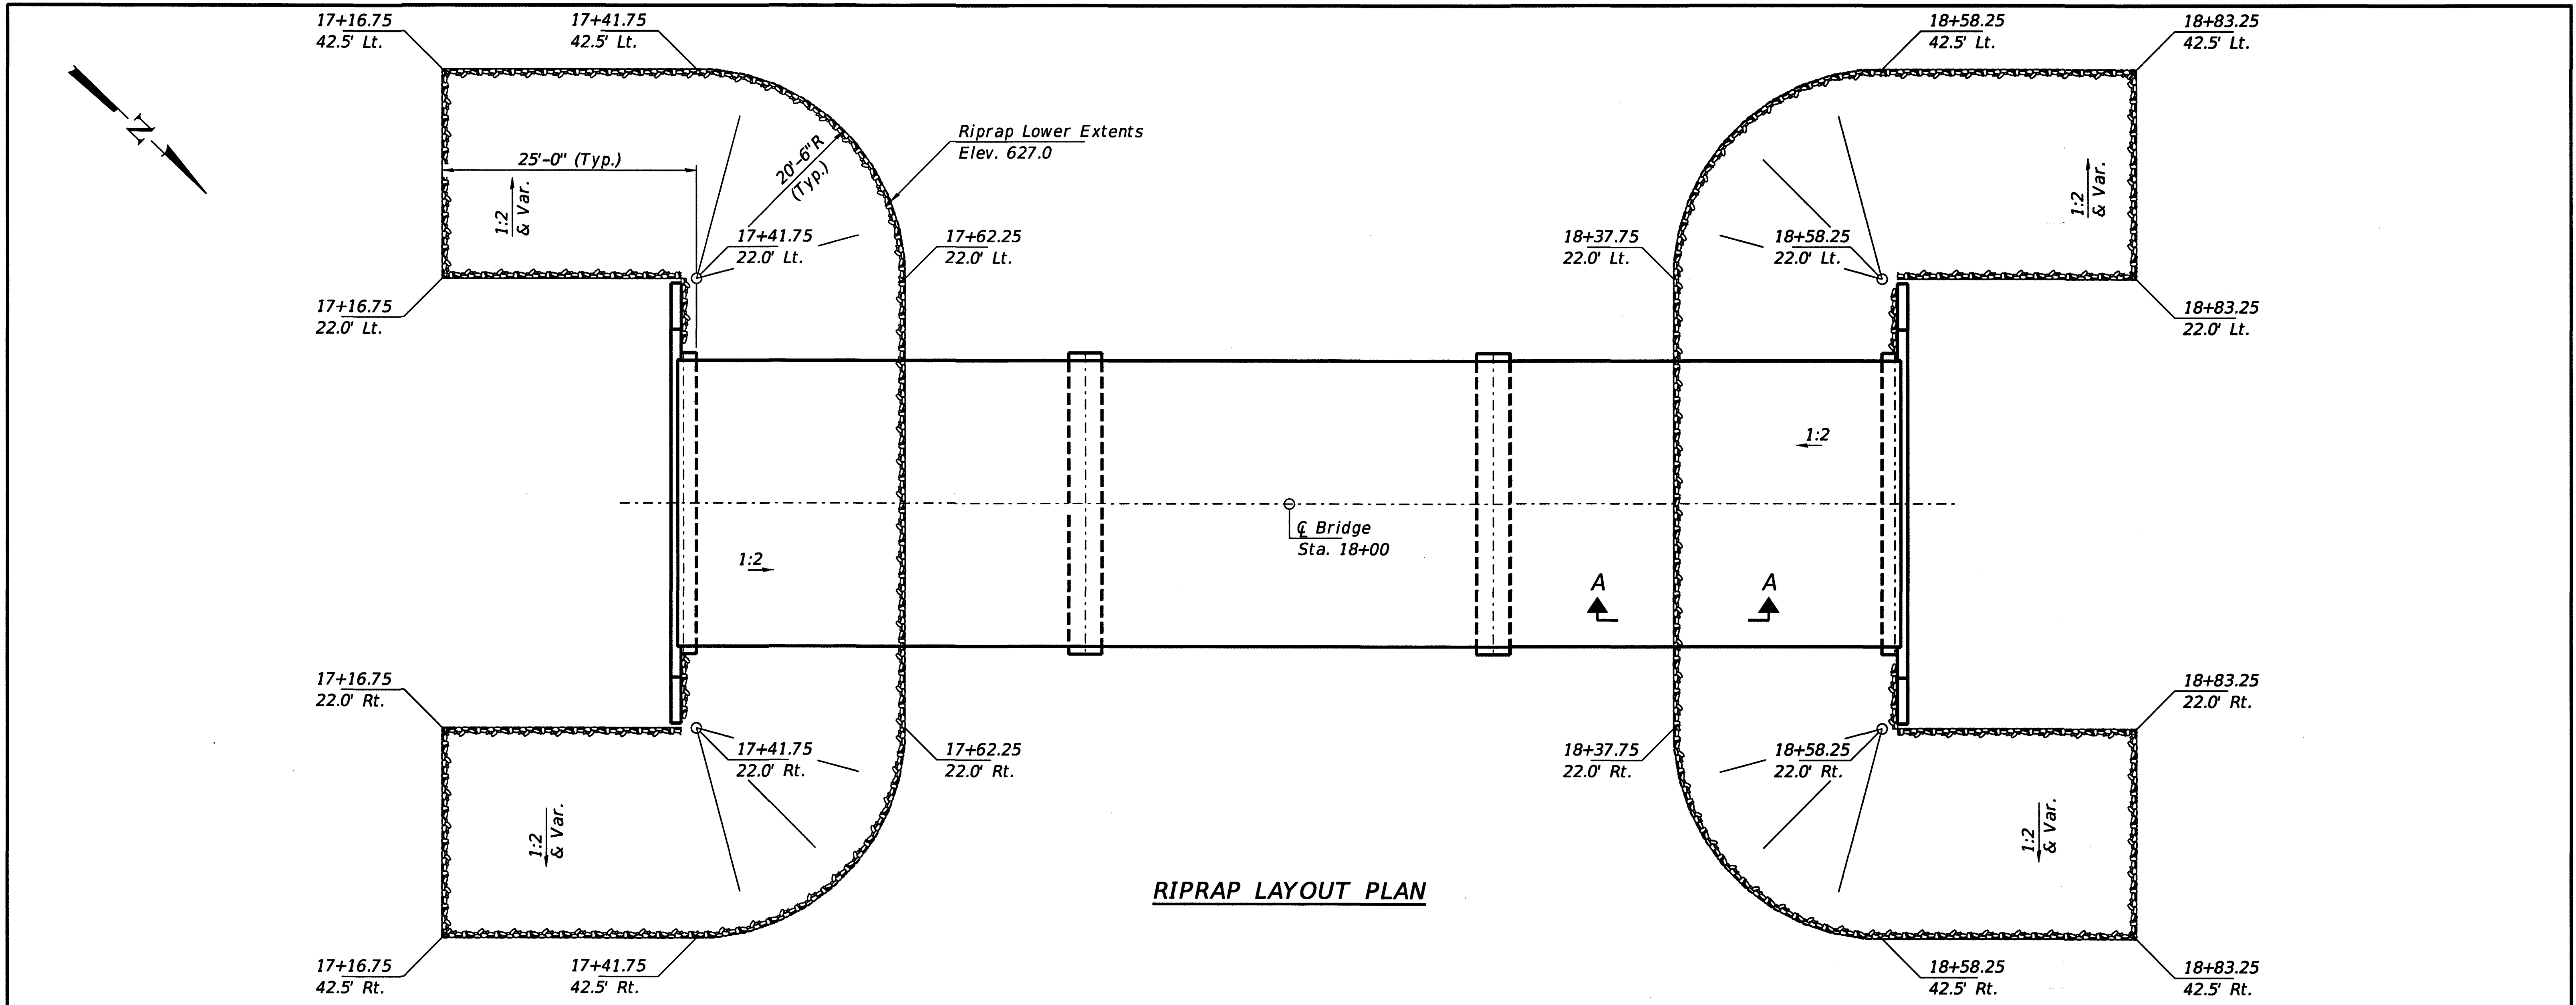 17+16.75
42.5' Lt.
17+41.75
42.5' Lt.
18+58.25
42.5' Lt.
18+83.25
42.5' Lt.
N
Riprap Lower Extents
Elev. 627.0
25'-0" (Typ.)
20'-6"R
(Typ.)
1:2
& Var.
1:2
& Var.
17+41.75
22.0' Lt.
17+62.25
22.0' Lt.
18+37.75
22.0' Lt.
18+58.25
22.0' Lt.
17+16.75
22.0' Lt.
18+83.25
22.0' Lt.
1:2
℄ Bridge
Sta. 18+00
1:2
A
A
17+16.75
22.0' Rt.
18+83.25
22.0' Rt.
17+41.75
22.0' Rt.
17+62.25
22.0' Rt.
18+37.75
22.0' Rt.
18+58.25
22.0' Rt.
1:2
& Var.
1:2
& Var.
RIPRAP LAYOUT PLAN
17+16.75
42.5' Rt.
17+41.75
42.5' Rt.
18+58.25
42.5' Rt.
18+83.25
42.5' Rt.